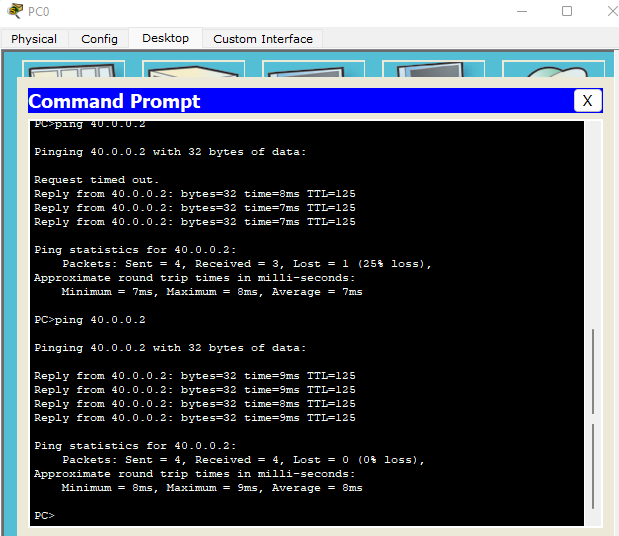 PC0
Physical Config Desktop Custom Interface
Command Prompt X
PC>ping 40.0.0.2
Pinging 40.0.0.2 with 32 bytes of data:
Request timed out.
Reply from 40.0.0.2: bytes=32 time=8ms TTL=125
Reply from 40.0.0.2: bytes=32 time=7ms TTL=125
Reply from 40.0.0.2: bytes=32 time=7ms TTL=125
Ping statistics for 40.0.0.2:
Packets: Sent = 4, Received = 3, Lost = 1 (25% loss),
Approximate round trip times in milli-seconds:
Minimum = 7ms, Maximum = 8ms, Average = 7ms
PC>ping 40.0.0.2
Pinging 40.0.0.2 with 32 bytes of data:
Reply from 40.0.0.2: bytes=32 time=9ms TTL=125
Reply from 40.0.0.2: bytes=32 time=9ms TTL=125
Reply from 40.0.0.2: bytes=32 time=8ms TTL=125
Reply from 40.0.0.2: bytes=32 time=9ms TTL=125
Ping statistics for 40.0.0.2:
Packets: Sent = 4, Received = 4, Lost = 0 (0% loss),
Approximate round trip times in milli-seconds:
Minimum = 8ms, Maximum = 9ms, Average = 8ms
PC>